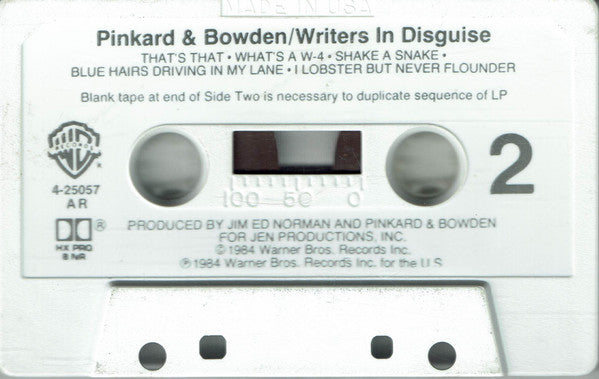 MADE IN USA
Pinkard & Bowden/Writers In Disguise
THAT'S THAT • WHAT'S A W-4 • SHAKE A SNAKE •
BLUE HAIRS DRIVING IN MY LANE • I LOBSTER BUT NEVER FLOUNDER
Blank tape at end of Side Two is necessary to duplicate sequence of LP
WB
RECORDS
®
4-25057
AR
2
100 50 0
®
HX PRO
B NR
PRODUCED BY JIM ED NORMAN AND PINKARD & BOWDEN
FOR JEN PRODUCTIONS, INC.
© 1984 Warner Bros. Records Inc.
℗ 1984 Warner Bros. Records Inc. for the U.S.